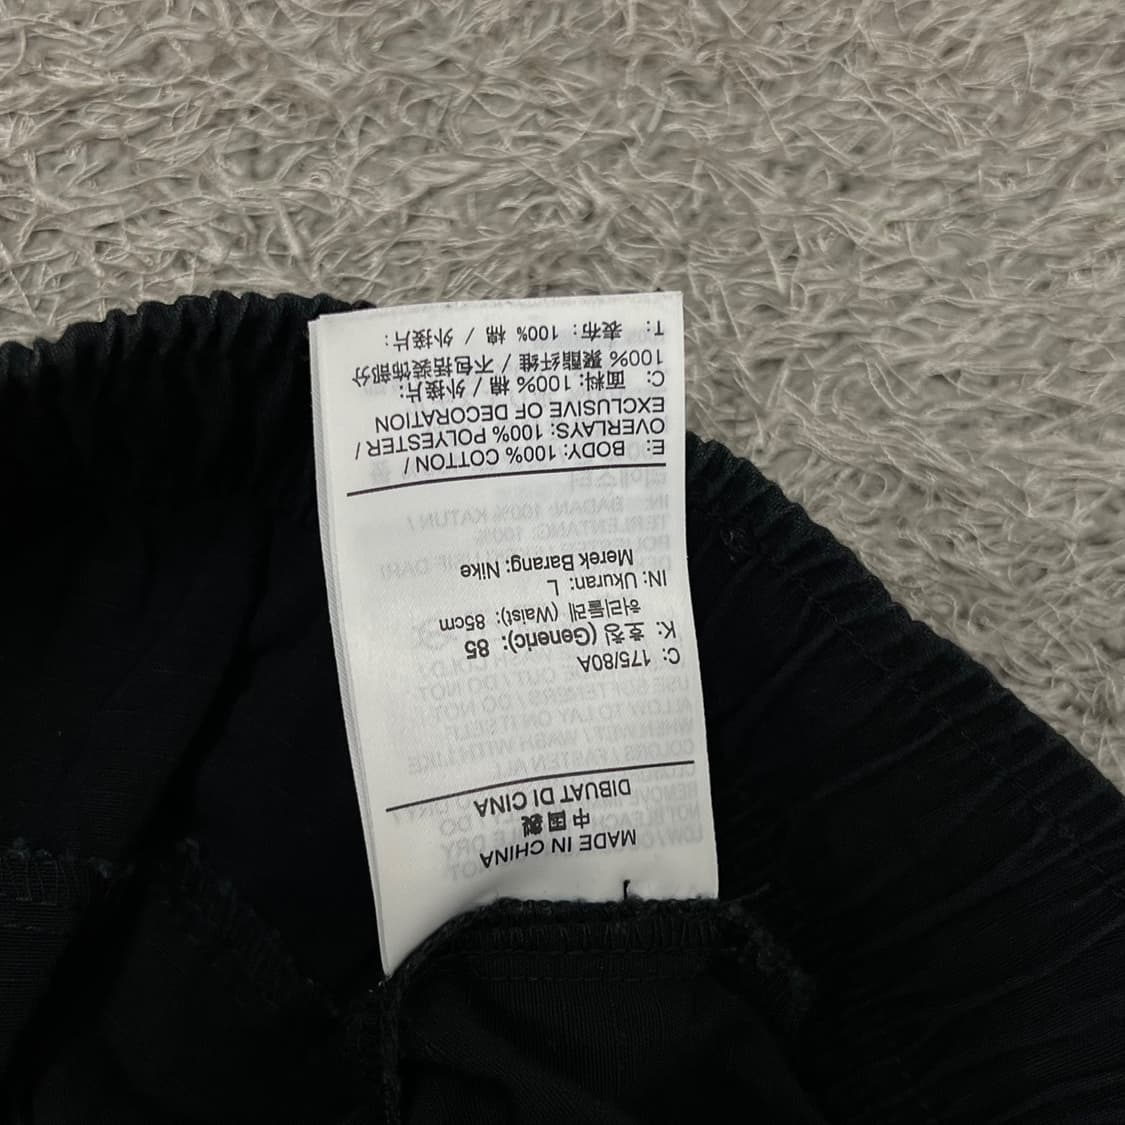 MADE IN CHINA
中国製
DIBUAT DI CINA
C: 175/80A
K: 호칭 (Generic): 85
허리둘레 (Waist): 85cm
IN: Ukuran: L
Merek Barang: Nike
E: BODY: 100% COTTON /
OVERLAYS: 100% POLYESTER /
EXCLUSIVE OF DECORATION
C: 面料: 100% 棉 / 外接片:
100% 聚酯纤维 / 不包括装饰部分
T: 表布: 100% 棉 / 外接片: